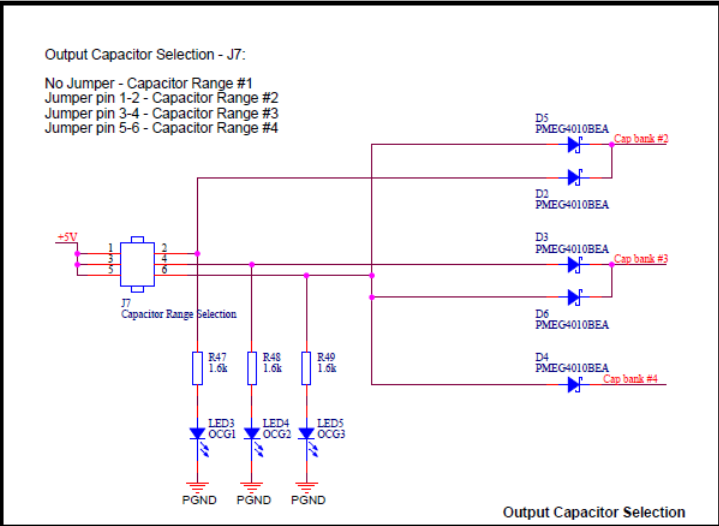 Output Capacitor Selection - J7:
No Jumper - Capacitor Range #1
Jumper pin 1-2 - Capacitor Range #2
Jumper pin 3-4 - Capacitor Range #3
Jumper pin 5-6 - Capacitor Range #4
D5
PMEG4010BEA
Cap bank #2
D2
PMEG4010BEA
+5V
1 2
3 4
5 6
J7
Capacitor Range Selection
D3
PMEG4010BEA
Cap bank #3
D6
PMEG4010BEA
D4
PMEG4010BEA
Cap bank #4
R47
1.6k
R48
1.6k
R49
1.6k
LED3
OCG1
LED4
OCG2
LED5
OCG3
PGND PGND PGND
Output Capacitor Selection